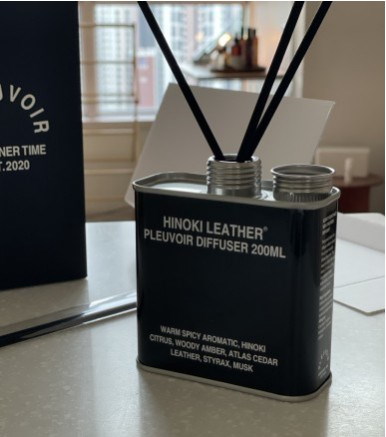 UVOIR
NER TIME
T.2020
HINOKI LEATHER®
PLEUVOIR DIFFUSER 200ML
WARM SPICY AROMATIC, HINOKI
CITRUS, WOODY AMBER, ATLAS CEDAR
LEATHER, STYRAX, MUSK